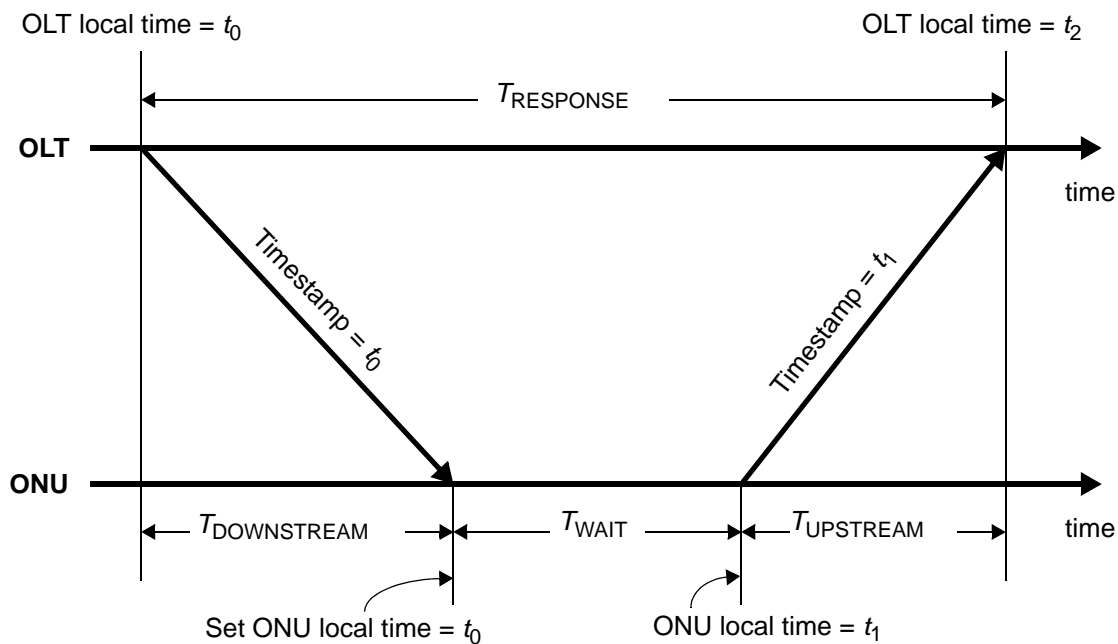 OLT local time = t0
OLT local time = t2
TRESPONSE
OLT
time
Timestamp = t0
Timestamp = t1
ONU
time
TDOWNSTREAM
TWAIT
TUPSTREAM
Set ONU local time = t0
ONU local time = t1